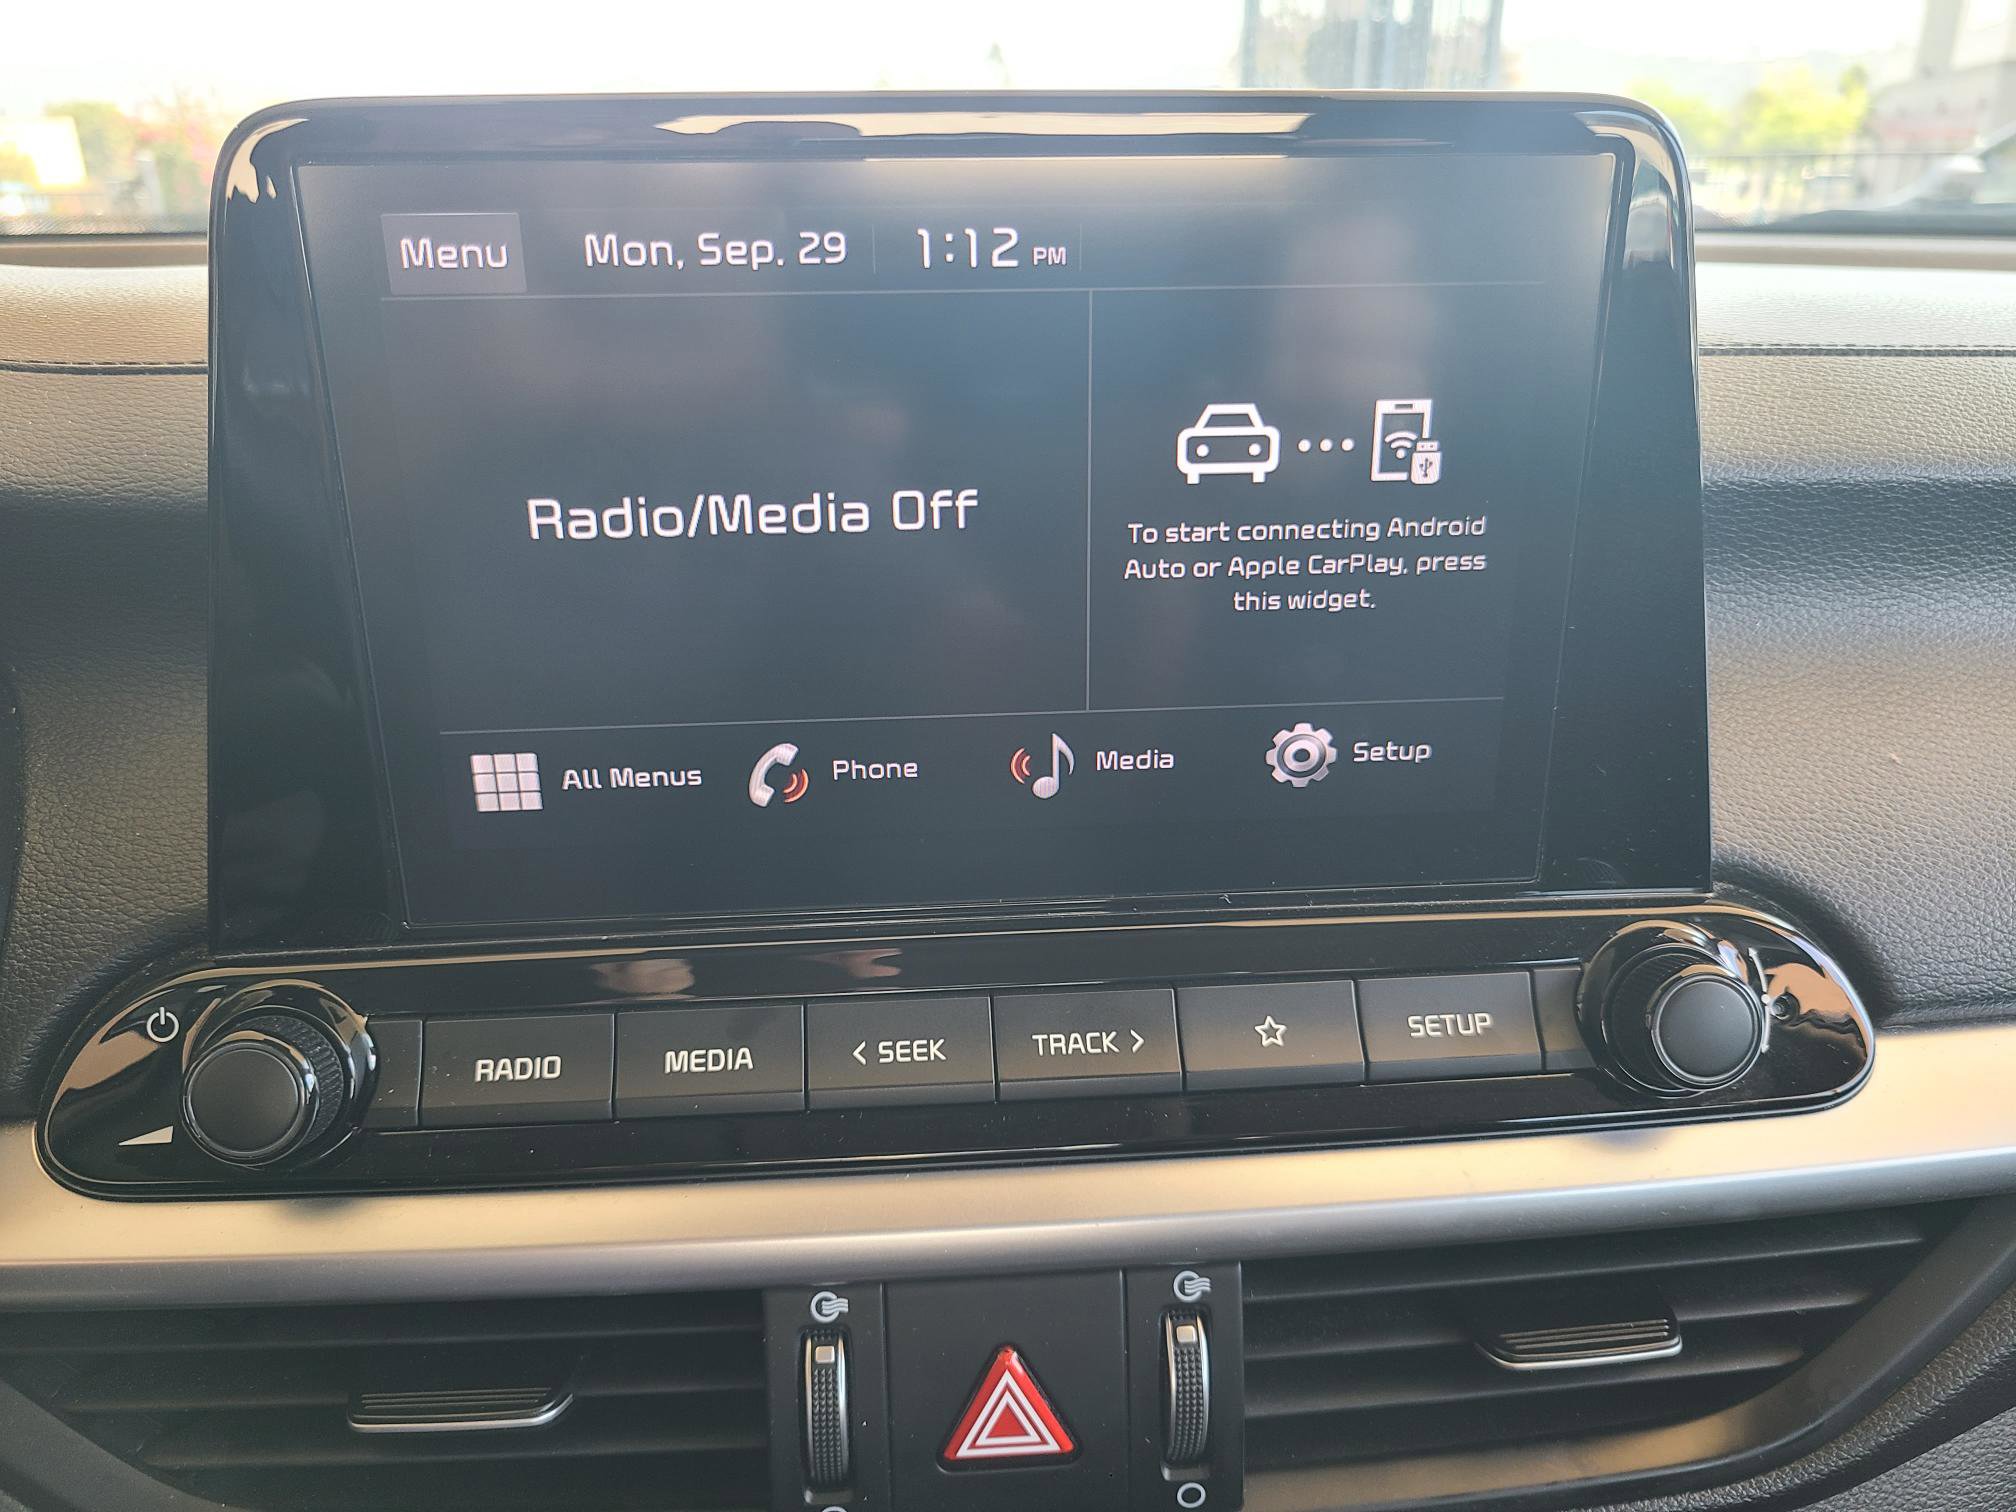 Menu Mon, Sep. 29 1:12 PM
Radio/Media Off
To start connecting Android
Auto or Apple CarPlay, press
this widget.
All Menus Phone Media Setup
RADIO MEDIA < SEEK TRACK > SETUP